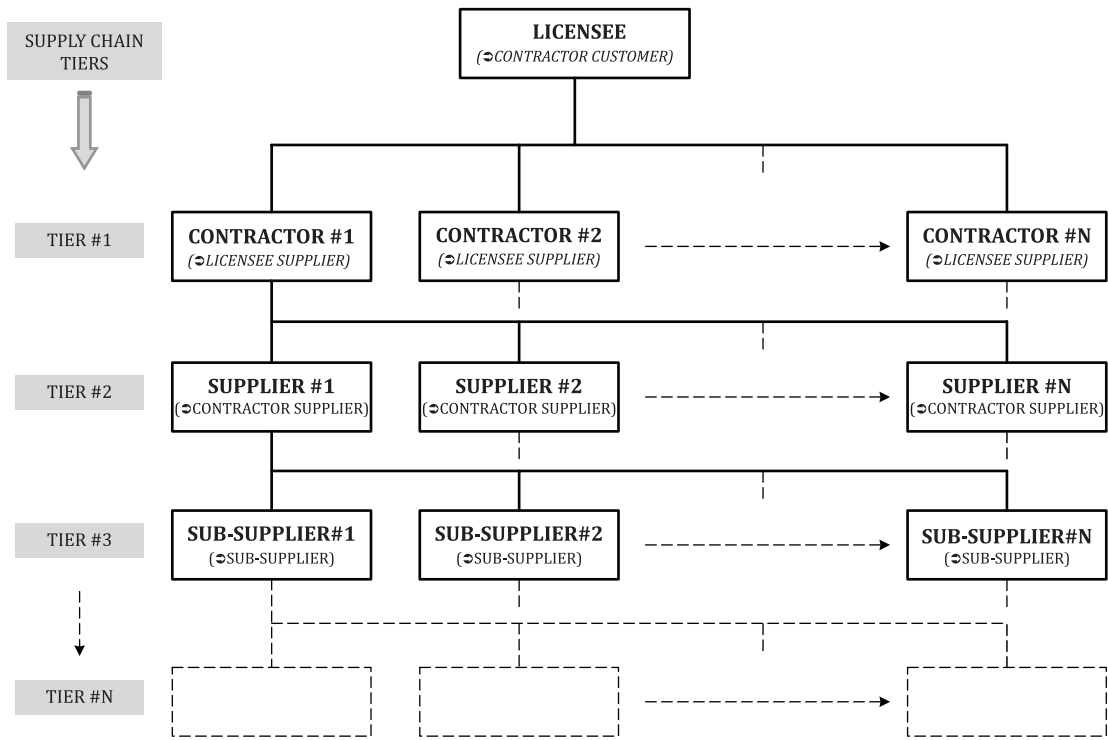 SUPPLY CHAIN
TIERS
LICENSEE
(➲CONTRACTOR CUSTOMER)
TIER #1
CONTRACTOR #1
(➲LICENSEE SUPPLIER)
CONTRACTOR #2
(➲LICENSEE SUPPLIER)
CONTRACTOR #N
(➲LICENSEE SUPPLIER)
TIER #2
SUPPLIER #1
(➲CONTRACTOR SUPPLIER)
SUPPLIER #2
(➲CONTRACTOR SUPPLIER)
SUPPLIER #N
(➲CONTRACTOR SUPPLIER)
TIER #3
SUB-SUPPLIER#1
(➲SUB-SUPPLIER)
SUB-SUPPLIER#2
(➲SUB-SUPPLIER)
SUB-SUPPLIER#N
(➲SUB-SUPPLIER)
TIER #N